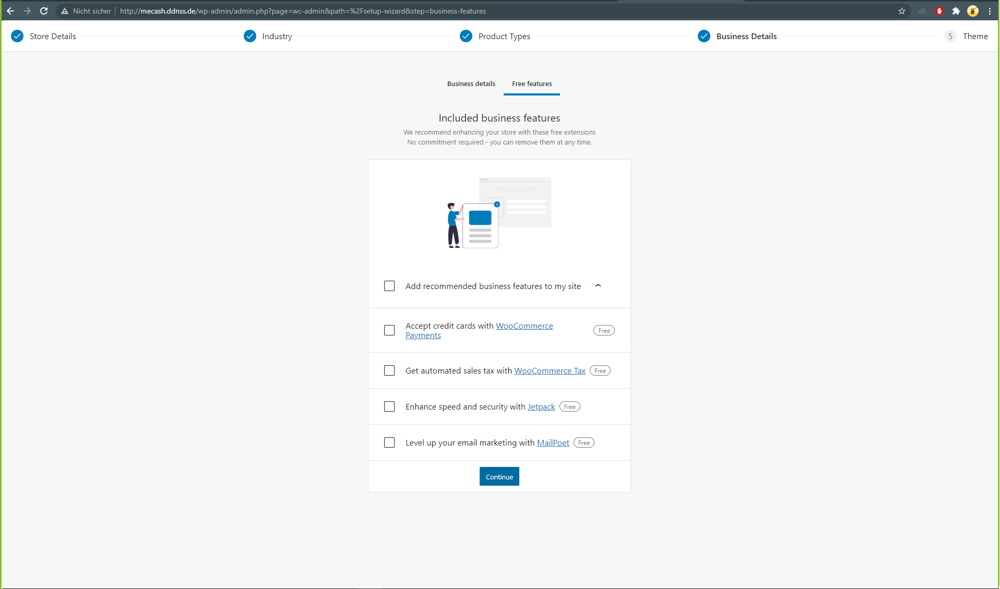 Nicht sicher http://mecash.ddnss.de/wp-admin/admin.php?page=wc-admin&path=%2Fsetup-wizard&step=business-features
Store Details Industry Product Types Business Details 5 Theme
Business details Free features
Included business features
We recommend enhancing your store with these free extensions
No commitment required - you can remove them at any time.
Add recommended business features to my site
Accept credit cards with WooCommerce
Payments Free
Get automated sales tax with WooCommerce Tax Free
Enhance speed and security with Jetpack Free
Level up your email marketing with MailPoet Free
Continue